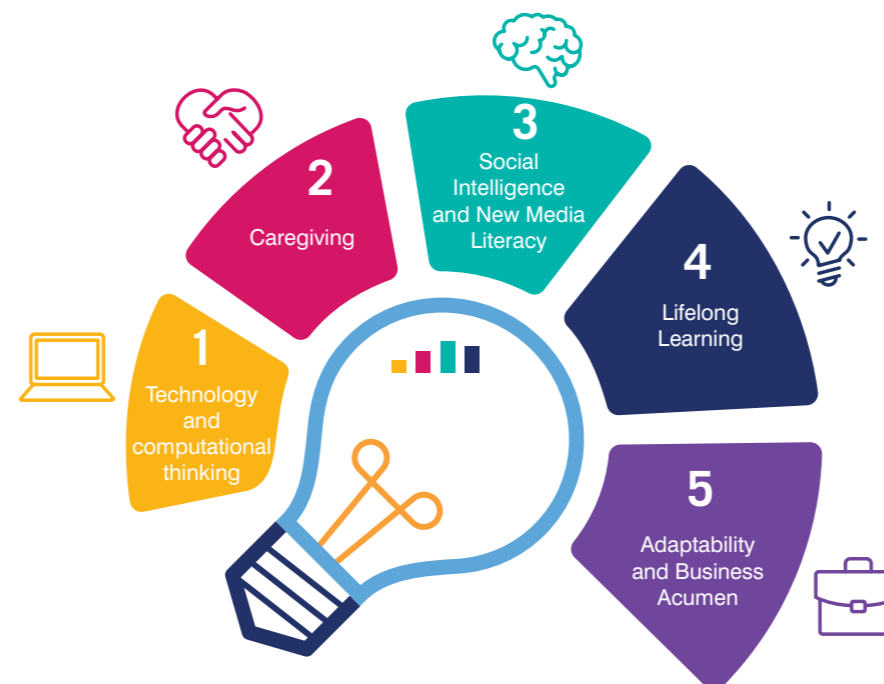 1
Technology
and
computational
thinking
2
Caregiving
3
Social
Intelligence
and New Media
Literacy
4
Lifelong
Learning
5
Adaptability
and Business
Acumen